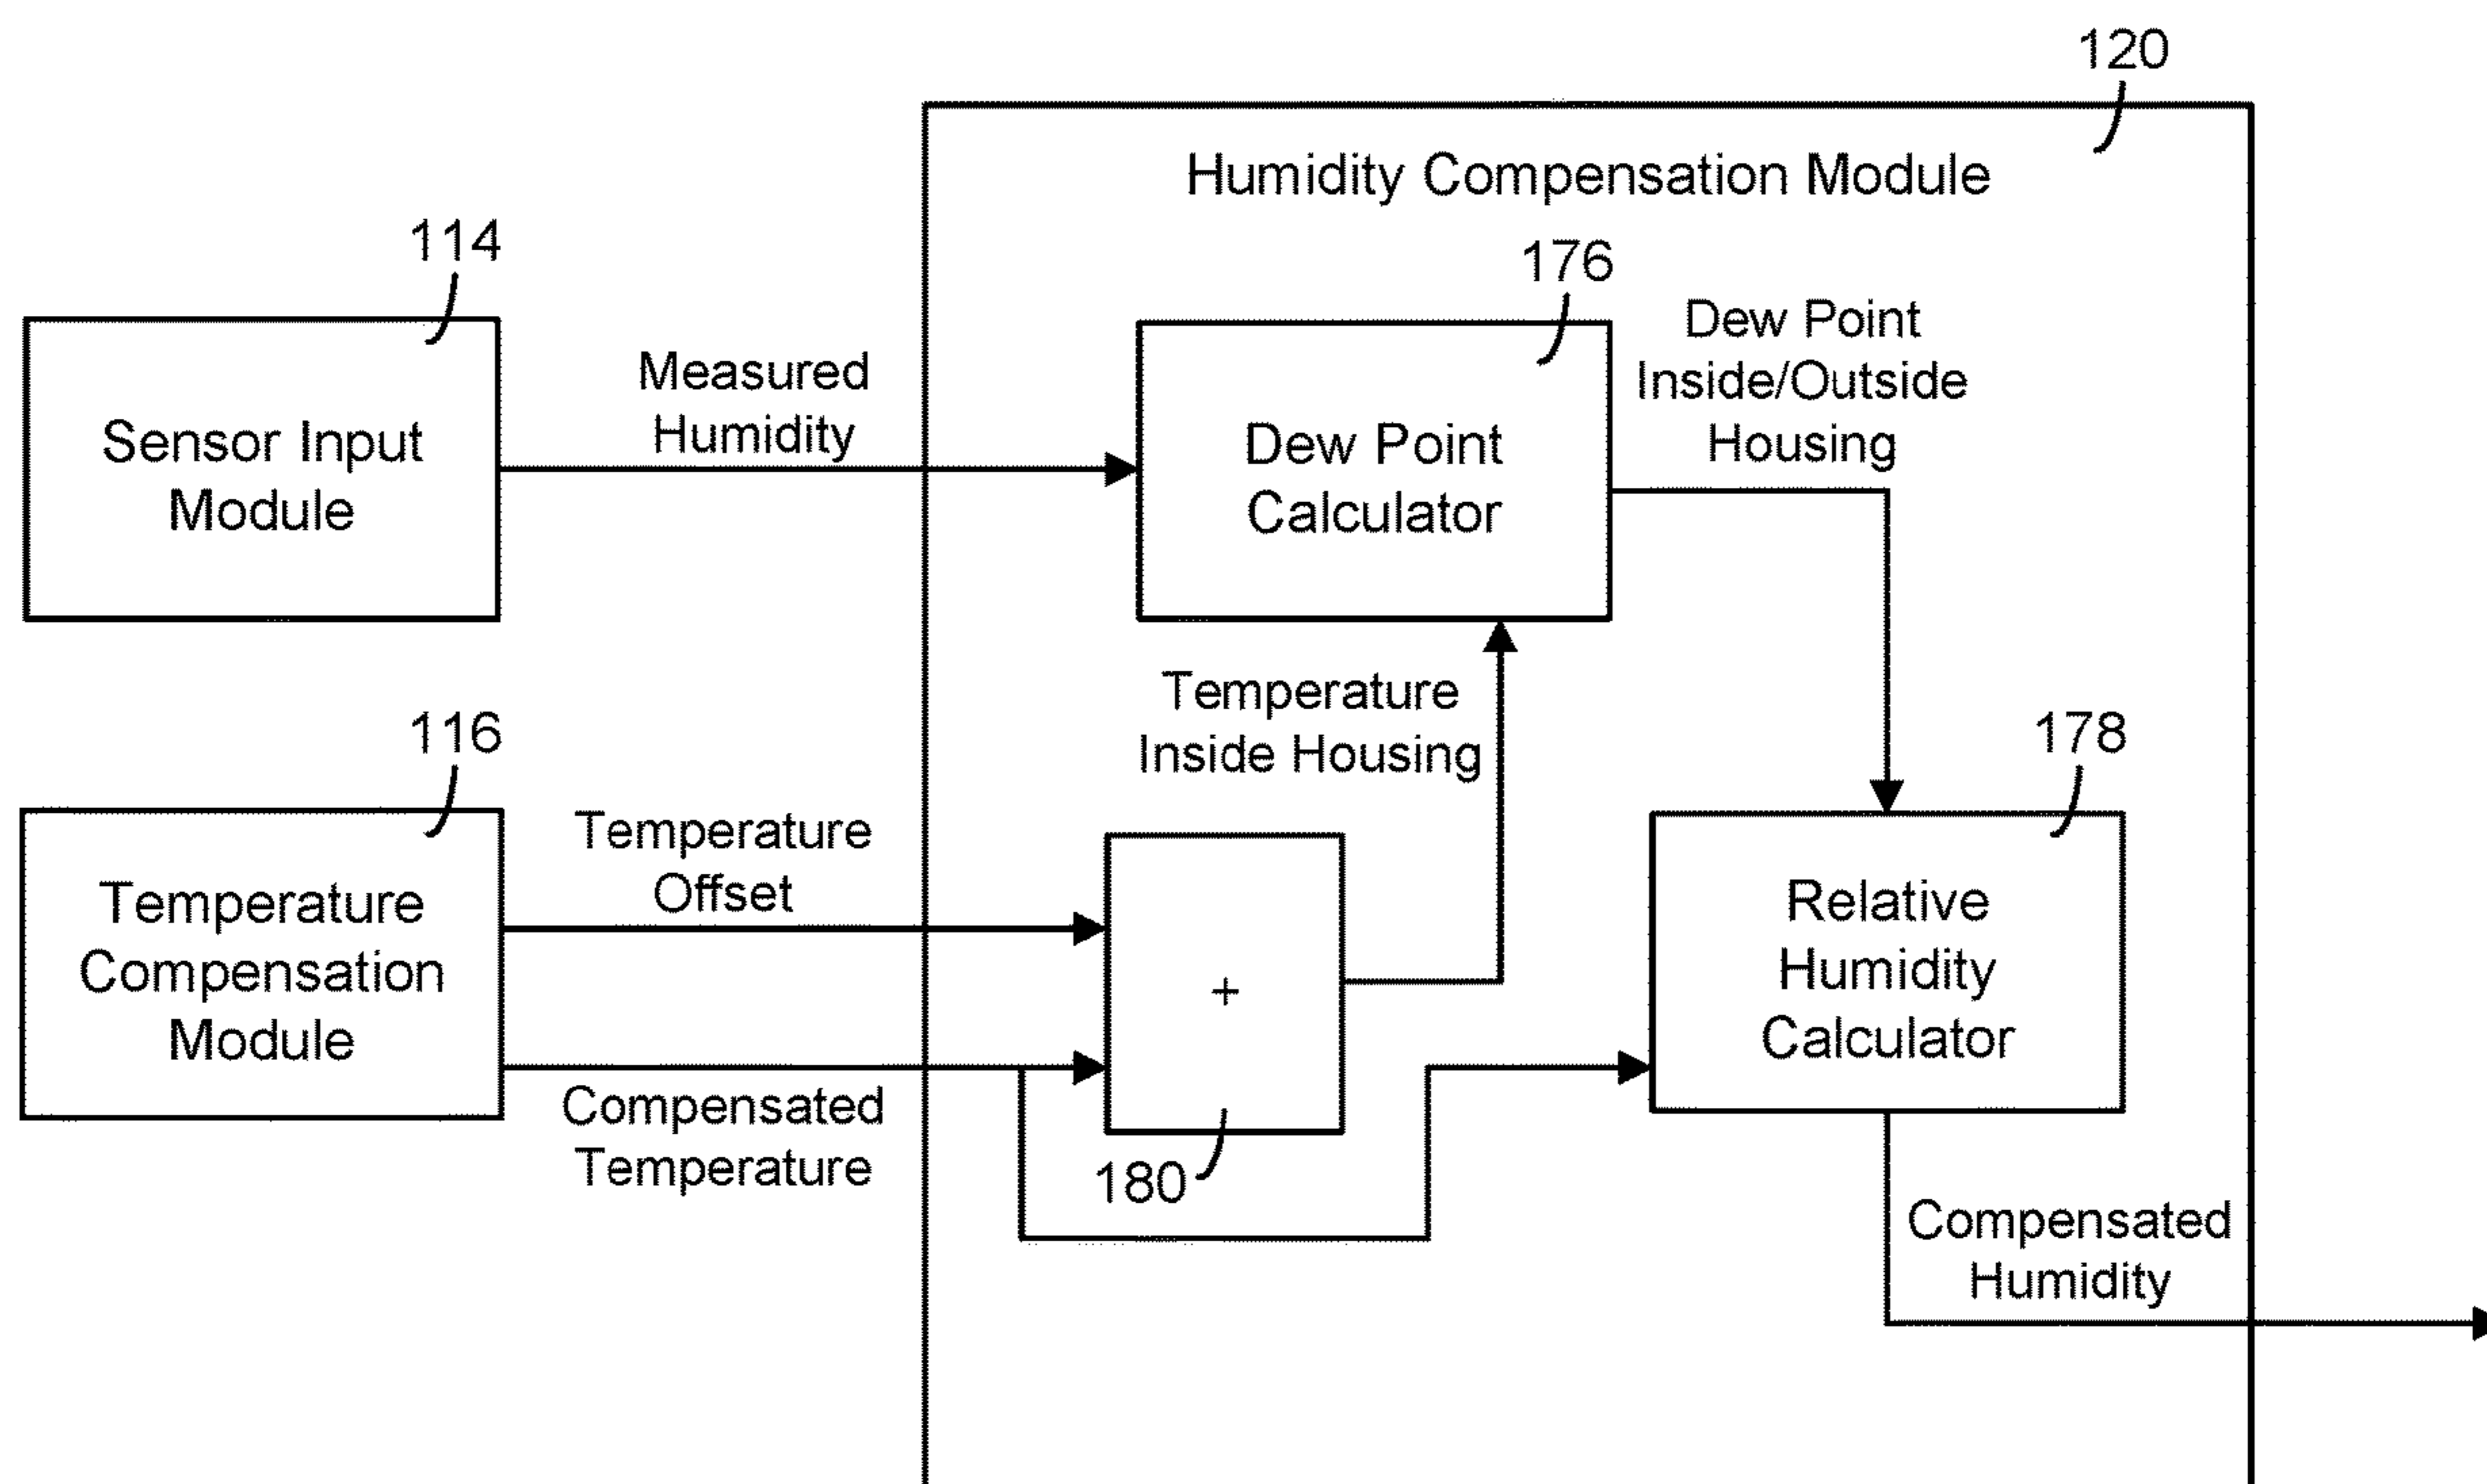 120
Humidity Compensation Module
114
Sensor Input
Module
Measured
Humidity
176
Dew Point
Calculator
Dew Point
Inside/Outside
Housing
116
Temperature
Compensation
Module
Temperature
Offset
Compensated
Temperature
Temperature
Inside Housing
+
180
178
Relative
Humidity
Calculator
Compensated
Humidity